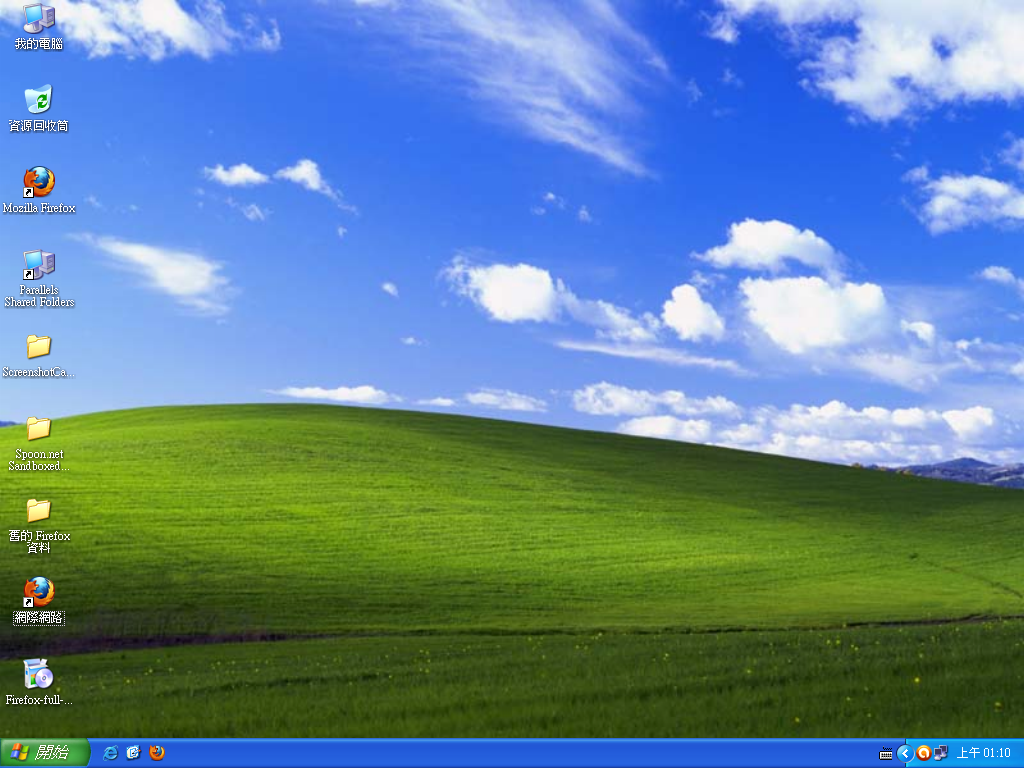 我的電腦
資源回收筒
Mozilla Firefox
Parallels
Shared Folders
ScreenshotCa...
Spoon.net
Sandboxed...
舊的 Firefox
資料
網際網路
Firefox-full-...
開始
上午 01:10